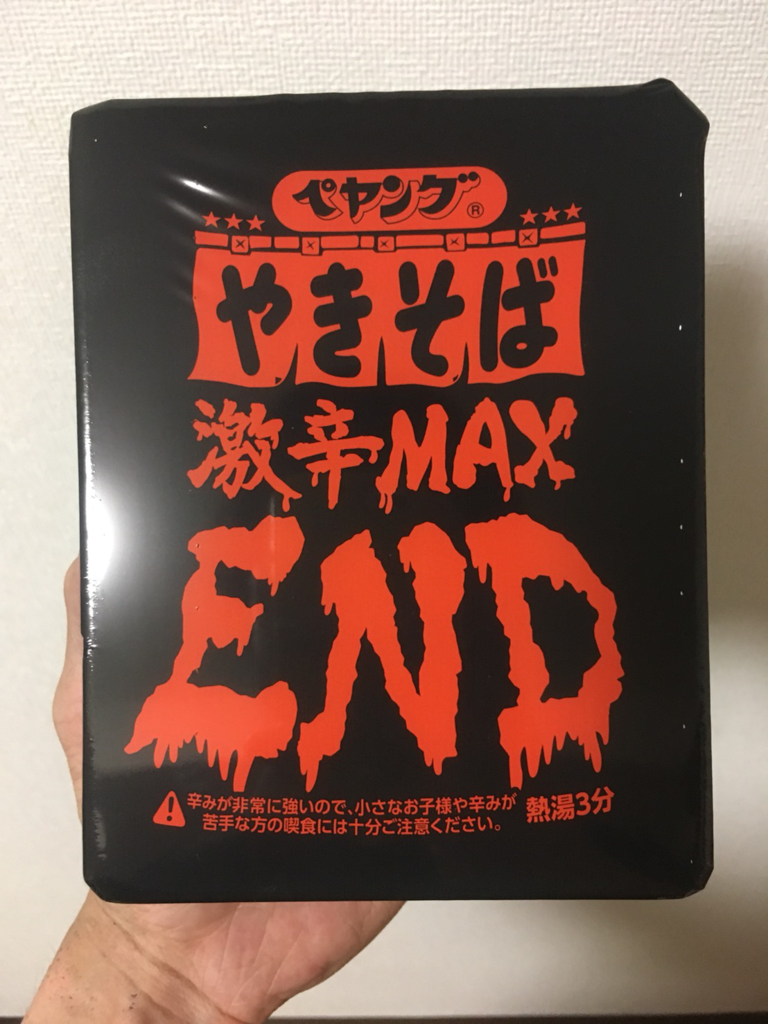 ペヤング®
やきそば
激辛MAX
END
辛みが非常に強いので、小さなお子様や辛みが
苦手な方の喫食には十分ご注意ください。
熱湯3分